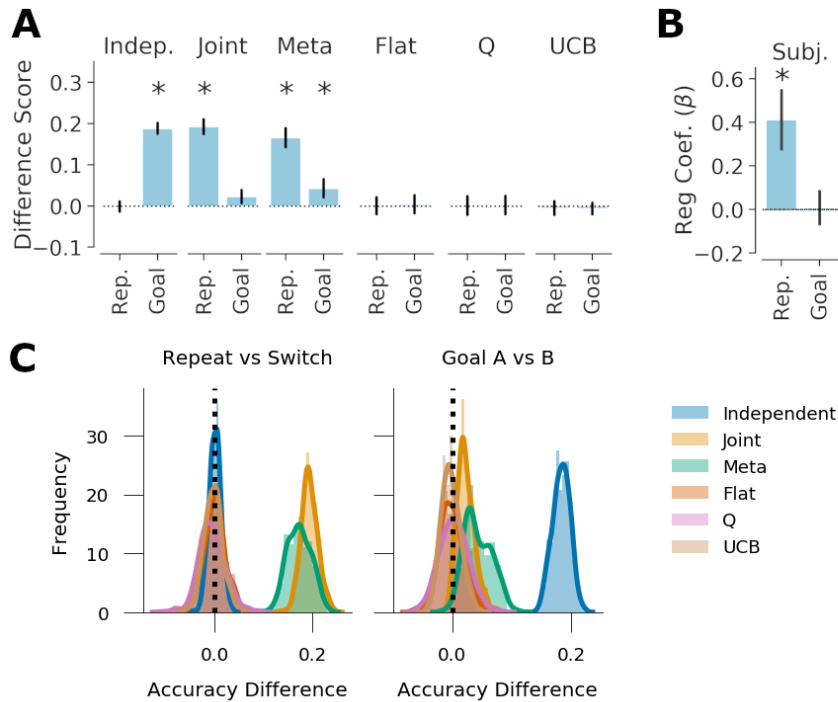 A
Indep. Joint Meta Flat Q UCB
Difference Score
0.3
0.2
0.1
0.0
−0.1
* * * *
Rep. Goal Rep. Goal Rep. Goal Rep. Goal Rep. Goal Rep. Goal
B
Subj.
Reg Coef. (β)
0.6
0.4
0.2
0.0
−0.2
*
Rep. Goal
C
Repeat vs Switch
Goal A vs B
Frequency
30
20
10
0
0.0 0.2
0.0 0.2
Accuracy Difference
Accuracy Difference
Independent
Joint
Meta
Flat
Q
UCB